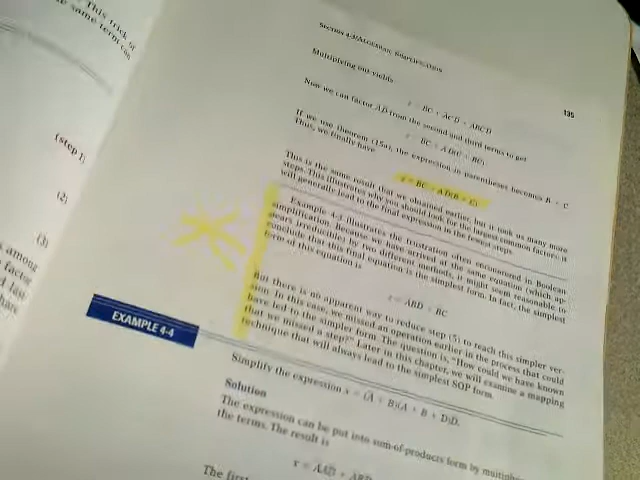 This trick of
same term can
(step 1)
(2)
(3)
s among
factor
SECTION 4-3/ALGEBRAIC SIMPLIFICATION
135
Multiplying out yields
Now we can factor AD from the second and third terms to get
If we use theorem (15a), the expression in parentheses becomes B + C
Thus, we finally have
This is the same result that we obtained earlier, but it took us many more
steps. This illustrates why you should look for the largest common factors: it
will generally lead to the final expression in the fewest steps.
Example 4-3 illustrates the frustration often encountered in Boolean
simplification. Because we have arrived at the same equation (which ap-
pears irreducible) by two different methods, it might seem reasonable to
conclude that this final equation is the simplest form. In fact, the simplest
form of this equation is
But there is no apparent way to reduce step (5) to reach this simpler ver-
sion. In this case, we missed an operation earlier in the process that could
have led to the simpler form. The question is, "How could we have known
that we missed a step?" Later in this chapter, we will examine a mapping
technique that will always lead to the simplest SOP form.
EXAMPLE 4-4
Simplify the expression
Solution
The expression can be put into sum-of-products form by
the terms. The result is
The first